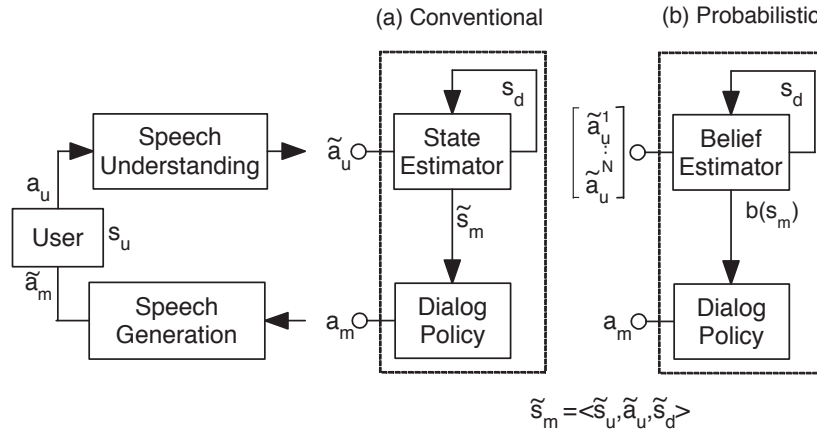 (a) Conventional
(b) Probabilistic
Speech
Understanding
ã_u
State
Estimator
s_d
[ã_u^1
⋮
ã_u^N]
Belief
Estimator
s_d
a_u
User
s_u
s̃_m
b(s_m)
ã_m
Speech
Generation
a_m
Dialog
Policy
a_m
Dialog
Policy
s̃_m=<s̃_u,ã_u,s̃_d>